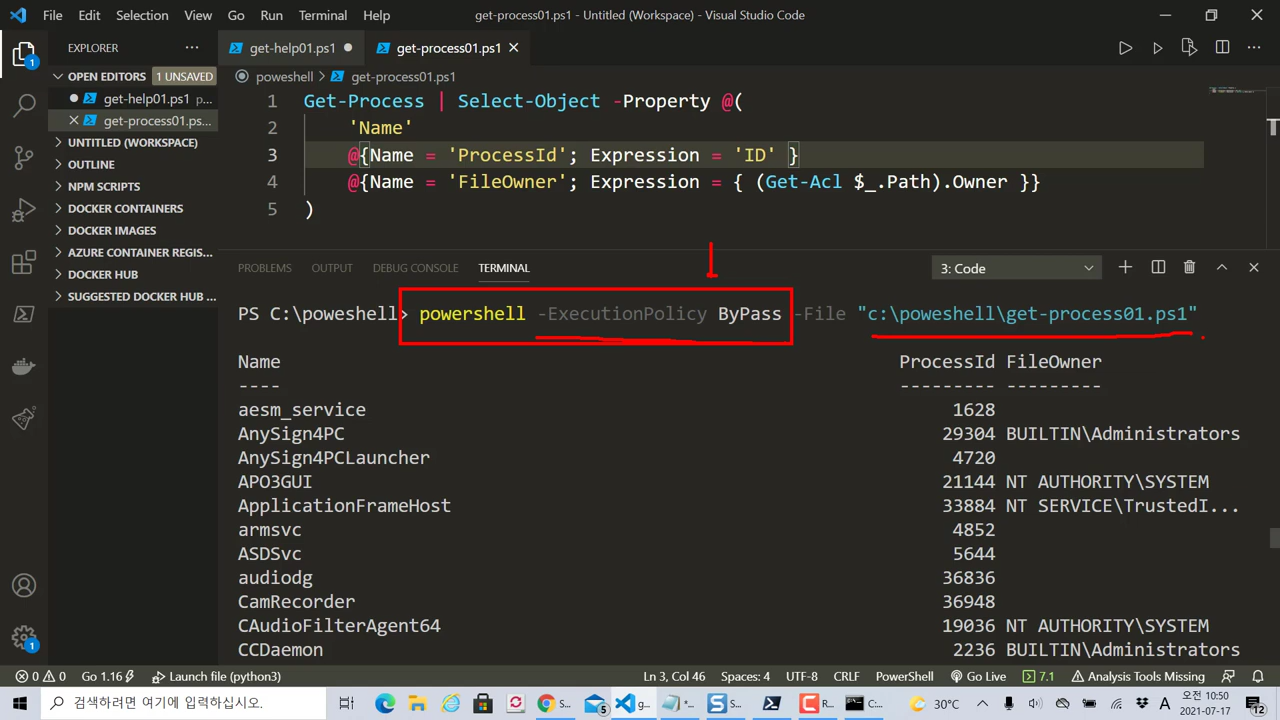 File Edit Selection View Go Run Terminal Help get-process01.ps1 - Untitled (Workspace) - Visual Studio Code
EXPLORER
OPEN EDITORS 1 UNSAVED
get-help01.ps1 p...
get-process01.ps...
UNTITLED (WORKSPACE)
OUTLINE
NPM SCRIPTS
DOCKER CONTAINERS
DOCKER IMAGES
AZURE CONTAINER REGIS...
DOCKER HUB
SUGGESTED DOCKER HUB ...
1
1
get-help01.ps1 get-process01.ps1
poweshell > get-process01.ps1
1 Get-Process | Select-Object -Property @(
2 'Name'
3 @{Name = 'ProcessId'; Expression = 'ID' }
4 @{Name = 'FileOwner'; Expression = { (Get-Acl $_.Path).Owner }}
5 )
PROBLEMS OUTPUT DEBUG CONSOLE TERMINAL 3: Code
PS C:\poweshell> powershell -ExecutionPolicy ByPass -File "c:\poweshell\get-process01.ps1"
Name ProcessId FileOwner
---- --------- ---------
aesm_service 1628
AnySign4PC 29304 BUILTIN\Administrators
AnySign4PCLauncher 4720
APO3GUI 21144 NT AUTHORITY\SYSTEM
ApplicationFrameHost 33884 NT SERVICE\TrustedI...
armsvc 4852
ASDSvc 5644
audiodg 36836
CamRecorder 36948
CAudioFilterAgent64 19036 NT AUTHORITY\SYSTEM
CCDaemon 2236 BUILTIN\Administrators
0 0 Go 1.16 Launch file (python3) Ln 3, Col 46 Spaces: 4 UTF-8 CRLF PowerShell Go Live 7.1 Analysis Tools Missing
검색하려면 여기에 입력하십시오. 5 S... g... *... S... R... C... 30°C A 오전 10:50
2021-07-17 12